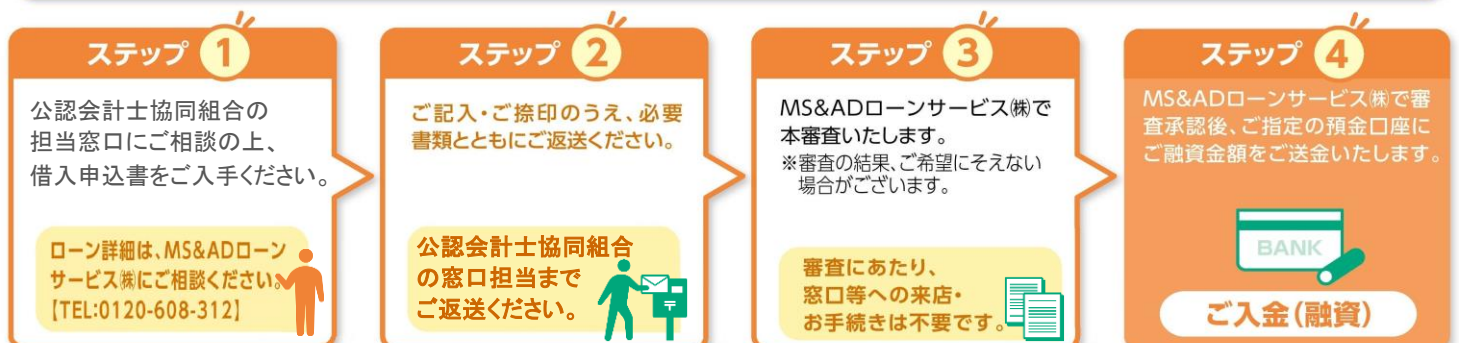 ステップ 1
公認会計士協同組合の
担当窓口にご相談の上、
借入申込書をご入手ください。
ローン詳細は、MS&ADローン
サービス㈱にご相談ください。
【TEL:0120-608-312】
ステップ 2
ご記入・ご捺印のうえ、必要
書類とともにご返送ください。
公認会計士協同組合
の窓口担当まで
ご返送ください。
〒
ステップ 3
MS&ADローンサービス㈱で
本審査いたします。
※審査の結果、ご希望にそえない
場合がございます。
審査にあたり、
窓口等への来店・
お手続きは不要です。
ステップ 4
MS&ADローンサービス㈱で審
査承認後、ご指定の預金口座に
ご融資金額をご送金いたします。
BANK
ご入金(融資)